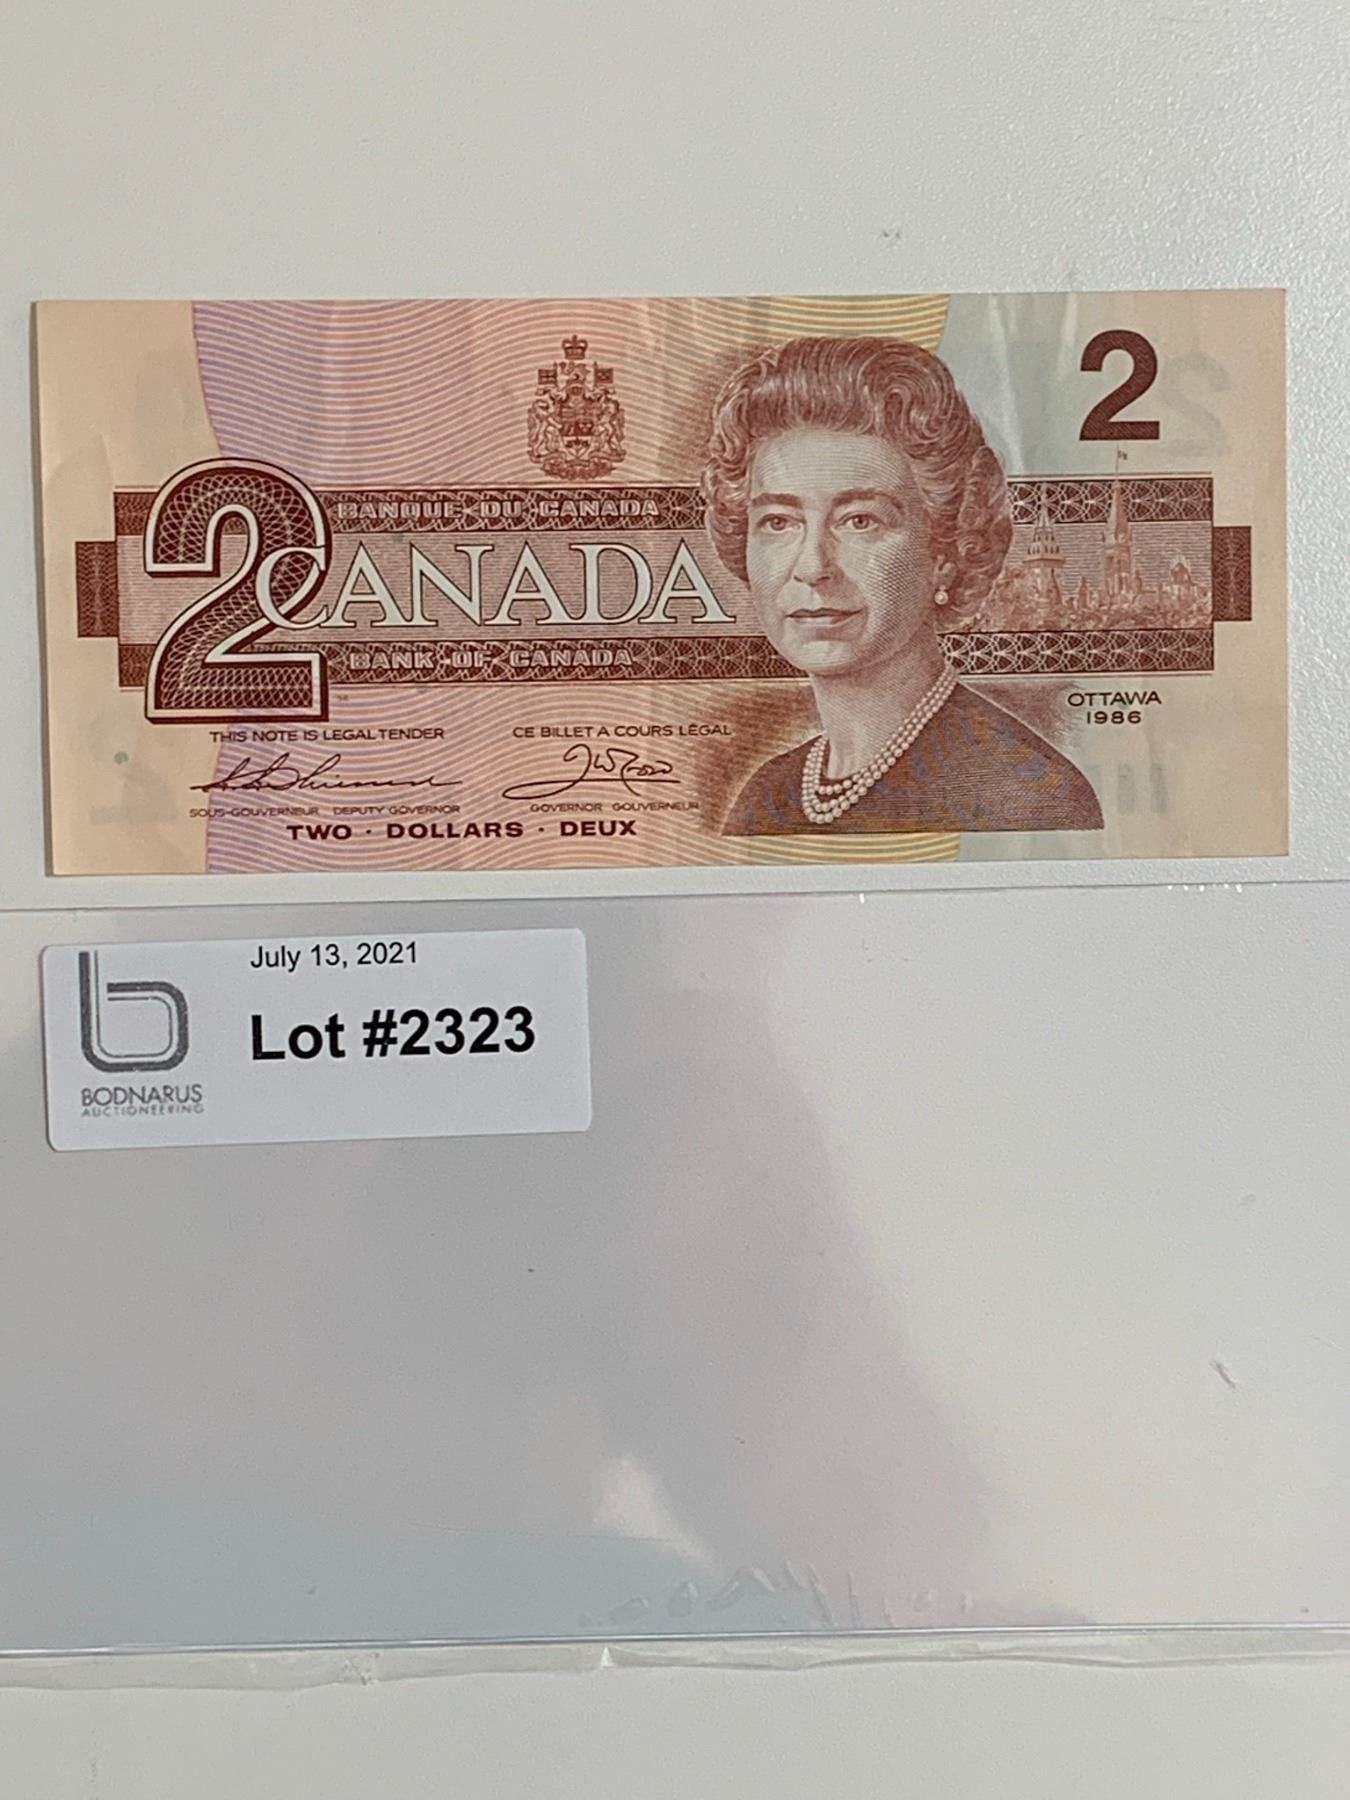 2
BANQUE DU CANADA
2 CANADA
BANK OF CANADA
OTTAWA
1986
THIS NOTE IS LEGAL TENDER CE BILLET A COURS LÉGAL
SOUS-GOUVERNEUR DEPUTY GOVERNOR GOVERNOR GOUVERNEUR
TWO · DOLLARS · DEUX
July 13, 2021
Lot #2323
b
BODNARUS
AUCTIONEERING